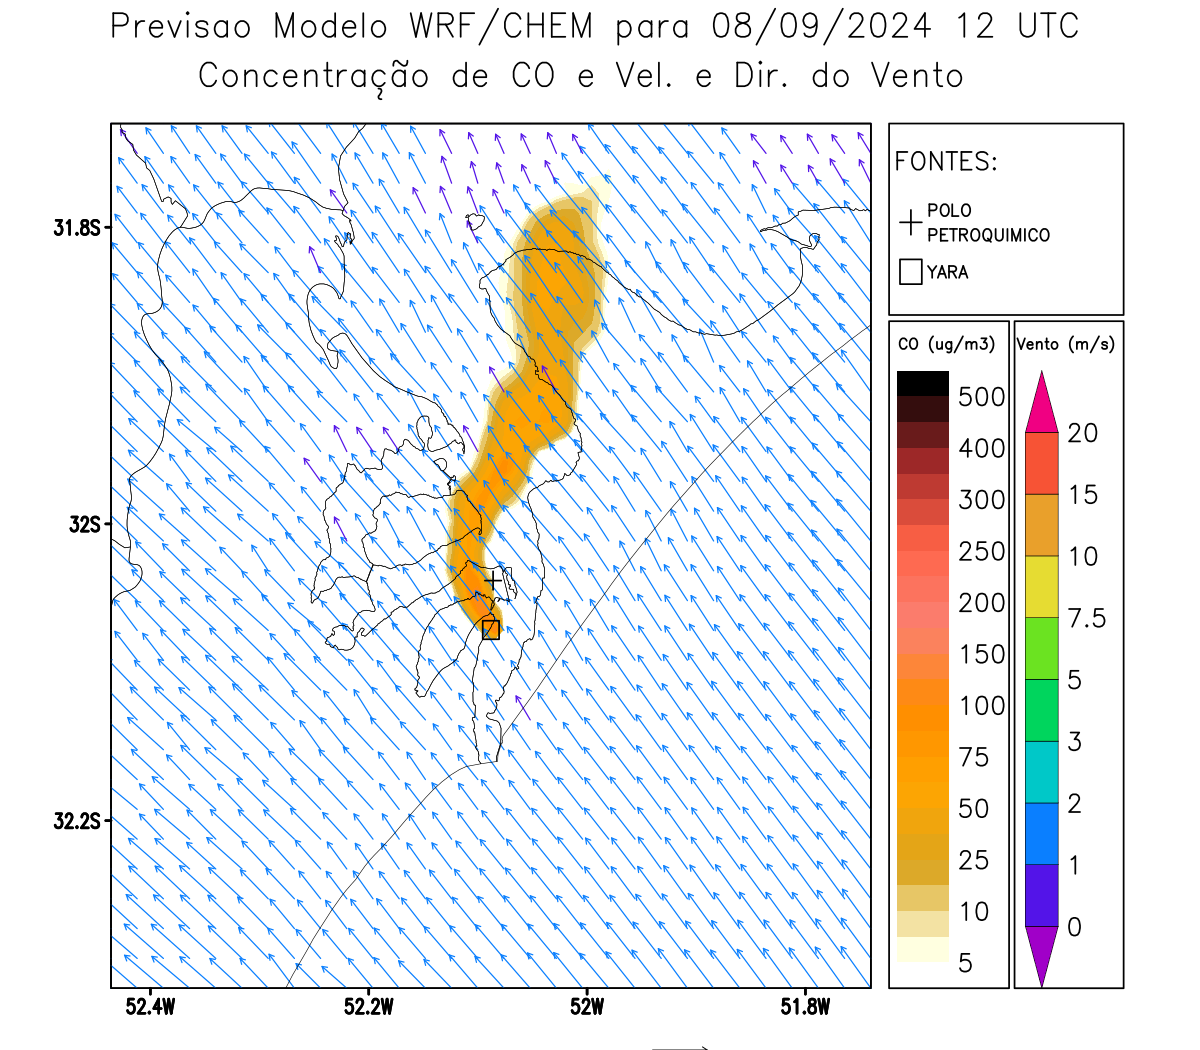 Previsao Modelo WRF/CHEM para 08/09/2024 12 UTC
Concentração de CO e Vel. e Dir. do Vento
FONTES:
POLO
PETROQUIMICO
YARA
CO (ug/m3)
500
400
300
250
200
150
100
75
50
25
10
5
Vento (m/s)
20
15
10
7.5
5
3
2
1
0
31.8S
32S
32.2S
52.4W
52.2W
52W
51.8W